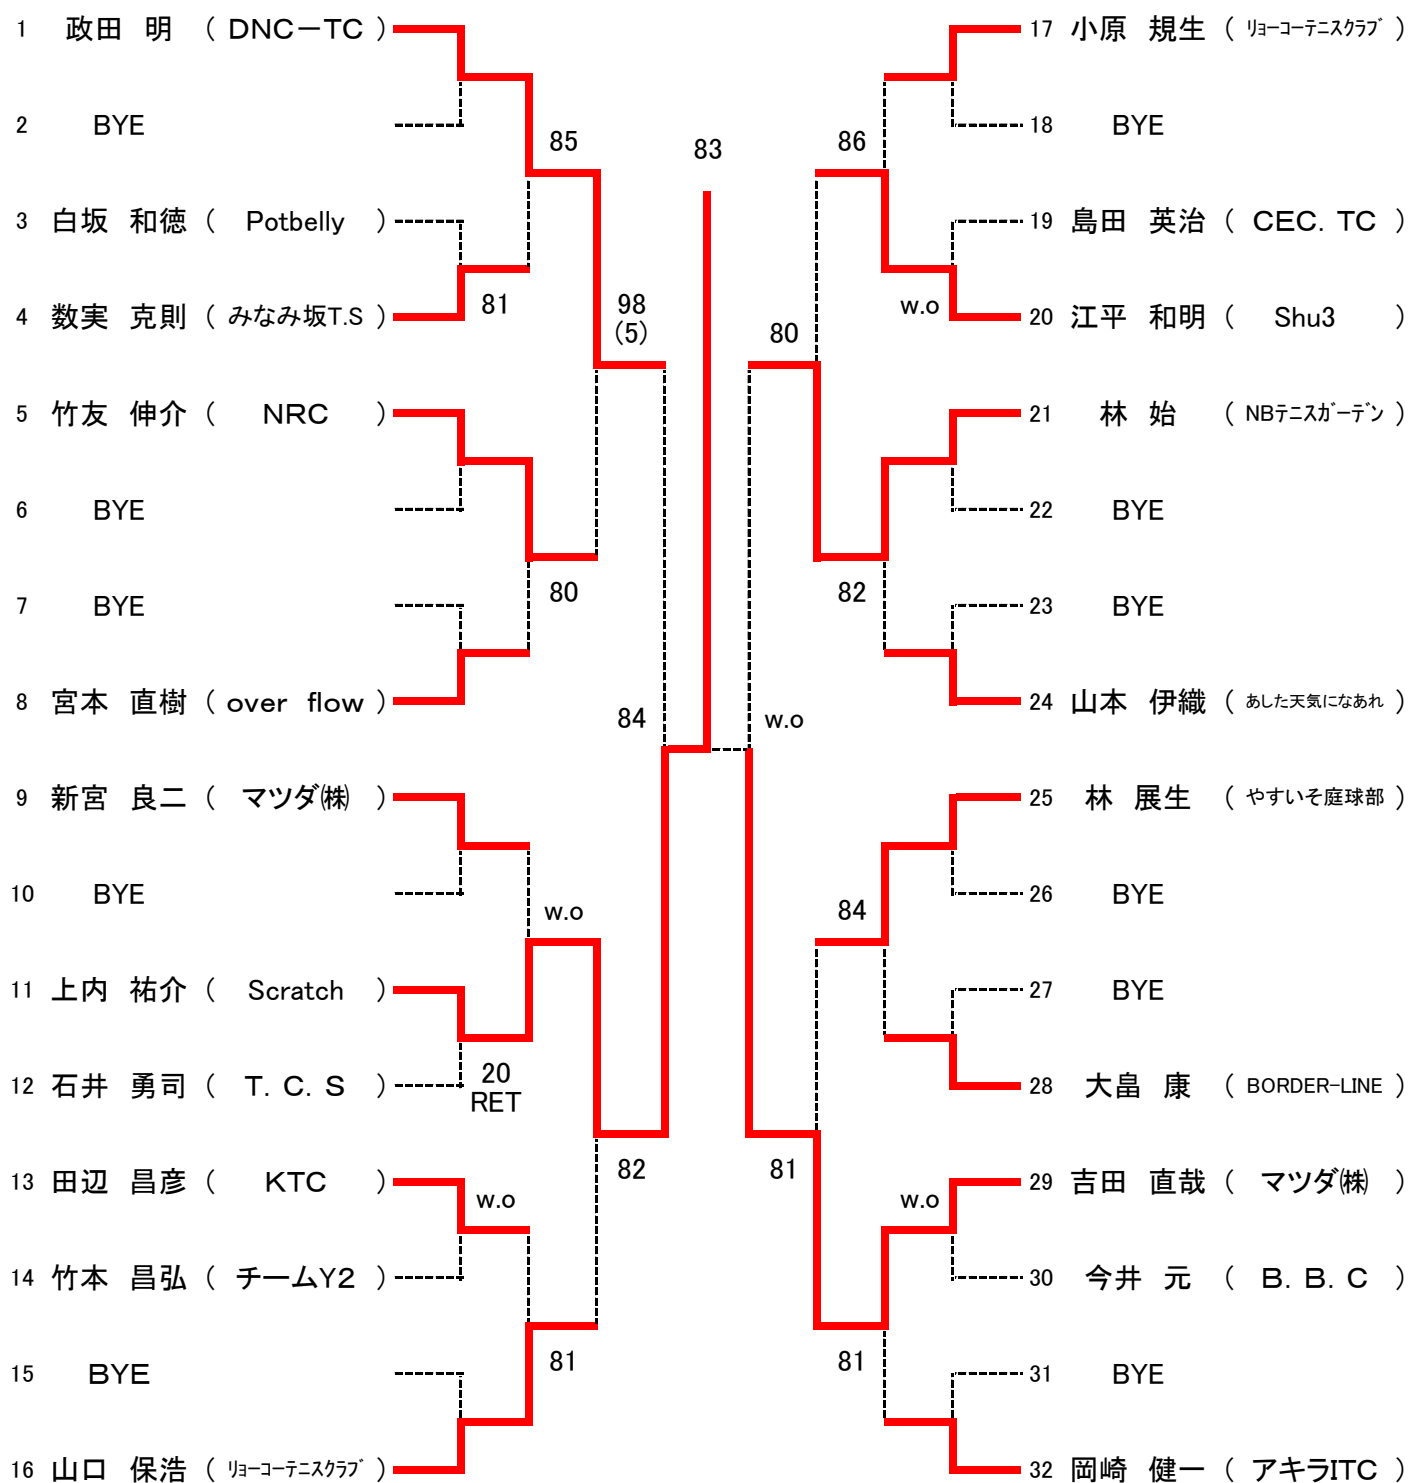 1 政田 明 ( DNC－TC )
2 BYE
3 白坂 和徳 ( Potbelly )
4 数実 克則 ( みなみ坂T.S )
5 竹友 伸介 ( NRC )
6 BYE
7 BYE
8 宮本 直樹 ( over flow )
9 新宮 良二 ( マツダ㈱ )
10 BYE
11 上内 祐介 ( Scratch )
12 石井 勇司 ( T. C. S )
13 田辺 昌彦 ( KTC )
14 竹本 昌弘 ( チームY2 )
15 BYE
16 山口 保浩 ( ﾘｮｰｺｰﾃﾆｽｸﾗﾌﾞ )
81
20
RET
w.o
85
80
w.o
81
98
(5)
82
84
83
w.o
80
81
86
82
84
81
w.o
w.o
17 小原 規生 ( ﾘｮｰｺｰﾃﾆｽｸﾗﾌﾞ )
18 BYE
19 島田 英治 ( CEC. TC )
20 江平 和明 ( Shu3 )
21 林 始 ( NBﾃﾆｽｶﾞｰﾃﾞﾝ )
22 BYE
23 BYE
24 山本 伊織 ( あした天気になあれ )
25 林 展生 ( やすいそ庭球部 )
26 BYE
27 BYE
28 大畠 康 ( BORDER-LINE )
29 吉田 直哉 ( マツダ㈱ )
30 今井 元 ( B. B. C )
31 BYE
32 岡崎 健一 ( アキラITC )